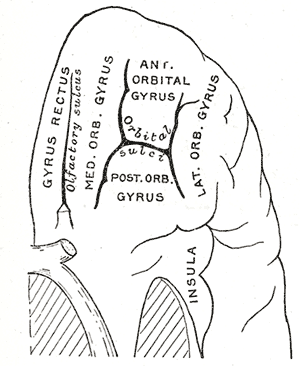 GYRUS RECTUS
Olfactory sulcus
MED. ORB. GYRUS
ANT.
ORBITAL
GYRUS
Orbital
sulci
LAT. ORB. GYRUS
POST. ORB.
GYRUS
INSULA